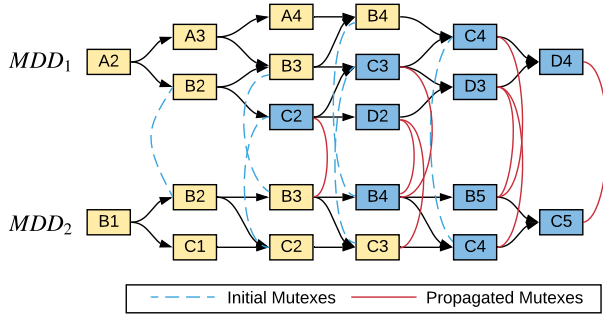 A4 B4
A3 C4
MDD1 A2 B3 C3 D4
B2 D3
C2 D2
B2 B3 B4 B5
MDD2 B1 C5
C1 C2 C3 C4
Initial Mutexes Propagated Mutexes